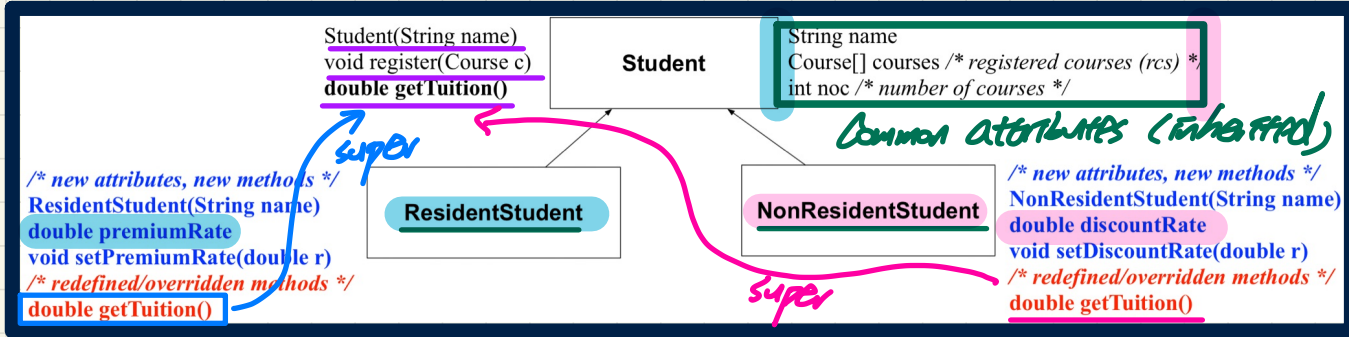 Student(String name)
void register(Course c)
double getTuition()
Student
String name
Course[] courses /* registered courses (rcs) */
int noc /* number of courses */
Common attributes (inherited)
super
/* new attributes, new methods */
ResidentStudent(String name)
double premiumRate
void setPremiumRate(double r)
/* redefined/overridden methods */
double getTuition()
ResidentStudent
NonResidentStudent
super
/* new attributes, new methods */
NonResidentStudent(String name)
double discountRate
void setDiscountRate(double r)
/* redefined/overridden methods */
double getTuition()